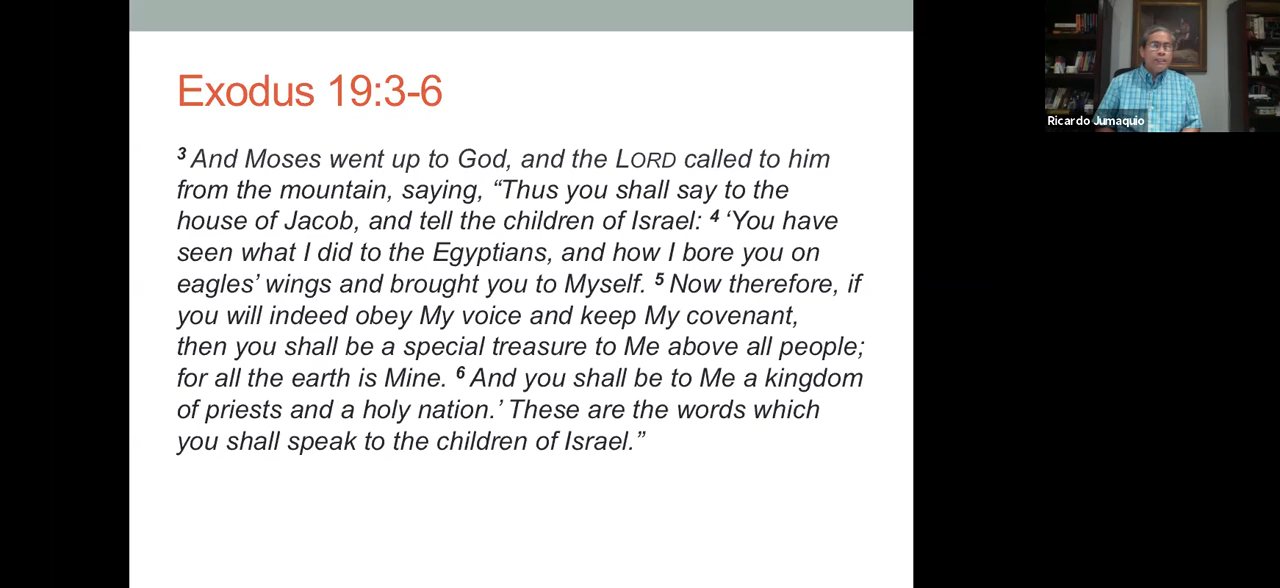 Exodus 19:3-6
3 And Moses went up to God, and the LORD called to him
from the mountain, saying, “Thus you shall say to the
house of Jacob, and tell the children of Israel: 4 ‘You have
seen what I did to the Egyptians, and how I bore you on
eagles’ wings and brought you to Myself. 5 Now therefore, if
you will indeed obey My voice and keep My covenant,
then you shall be a special treasure to Me above all people;
for all the earth is Mine. 6 And you shall be to Me a kingdom
of priests and a holy nation.’ These are the words which
you shall speak to the children of Israel.”
Ricardo Jumaquio